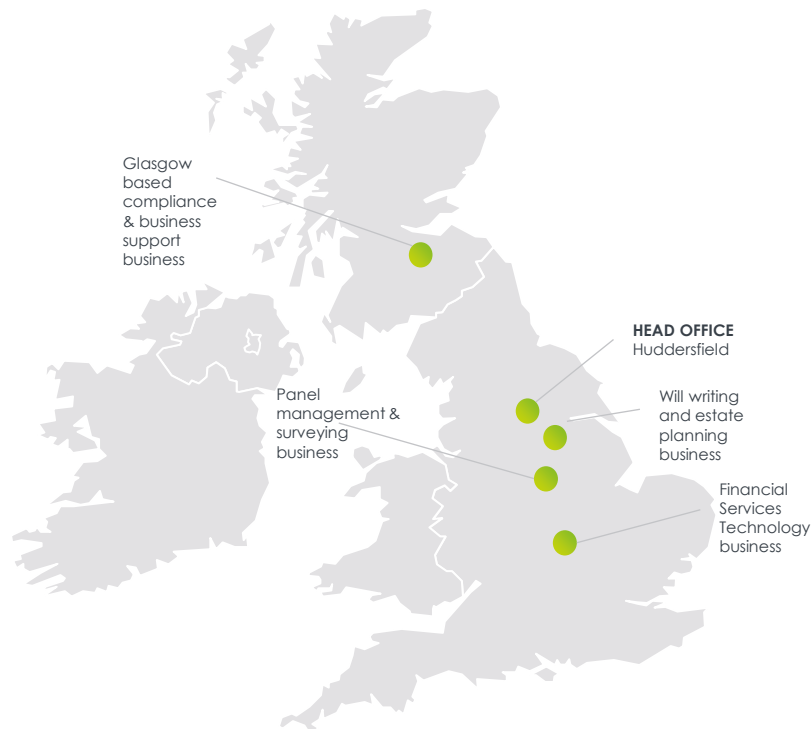 Glasgow
based
compliance
& business
support
business
HEAD OFFICE
Huddersfield
Panel
management &
surveying
business
Will writing
and estate
planning
business
Financial
Services
Technology
business